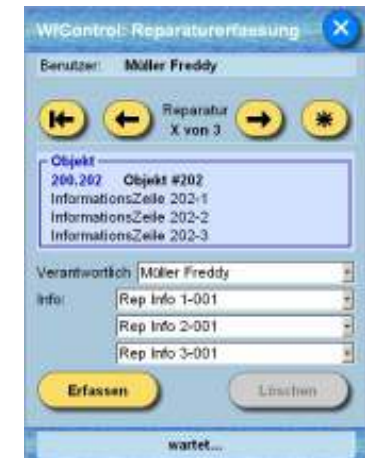 WIControl: Reparaturerfassung
Benutzer: Müller Freddy
Reparatur
X von 3
Objekt
200.202 Objekt #202
InformationsZeile 202-1
InformationsZeile 202-2
InformationsZeile 202-3
Verantwortlich Müller Freddy
Info: Rep Info 1-001
Rep Info 2-001
Rep Info 3-001
Erfassen Löschen
wartet...